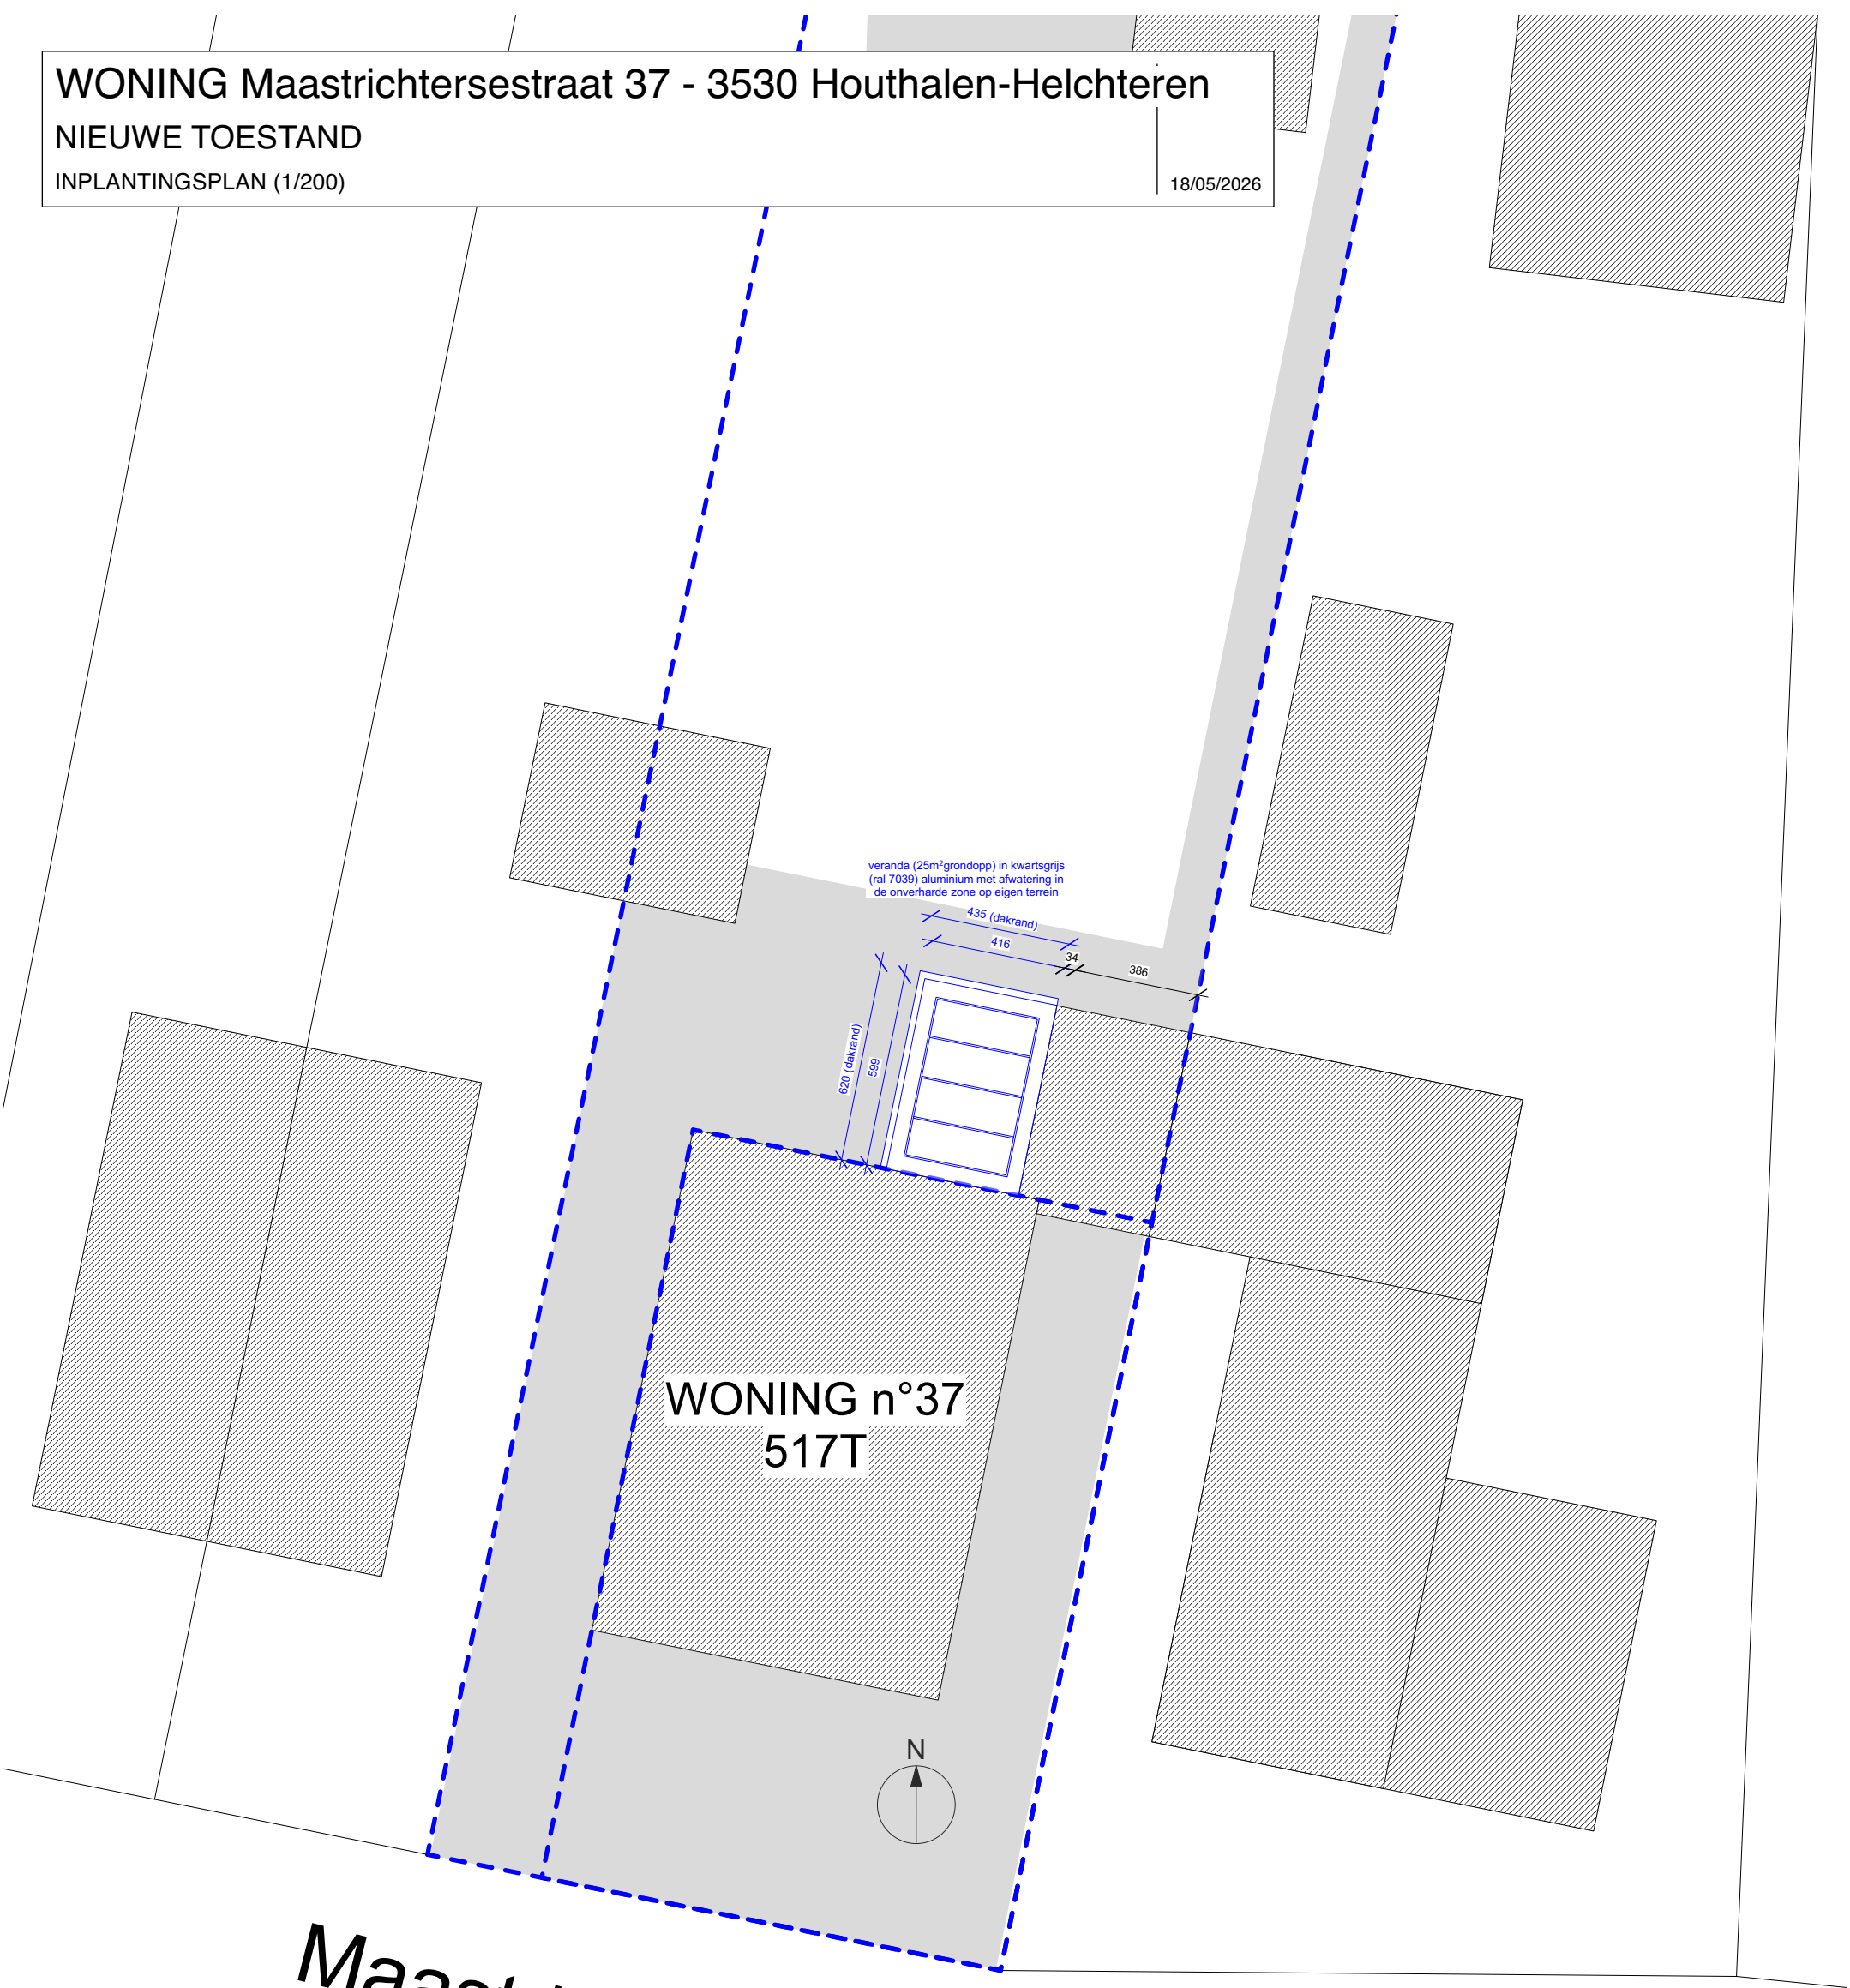 WONING Maastrichtersestraat 37 - 3530 Houthalen-Helchteren
NIEUWE TOESTAND
INPLANTINGSPLAN (1/200)
18/05/2026
veranda (25m²grondopp) in kwartsgrijs
(ral 7039) aluminium met afwatering in
de onverharde zone op eigen terrein
435 (dakrand)
416
34
386
620 (dakrand)
599
WONING n°37
517T
N